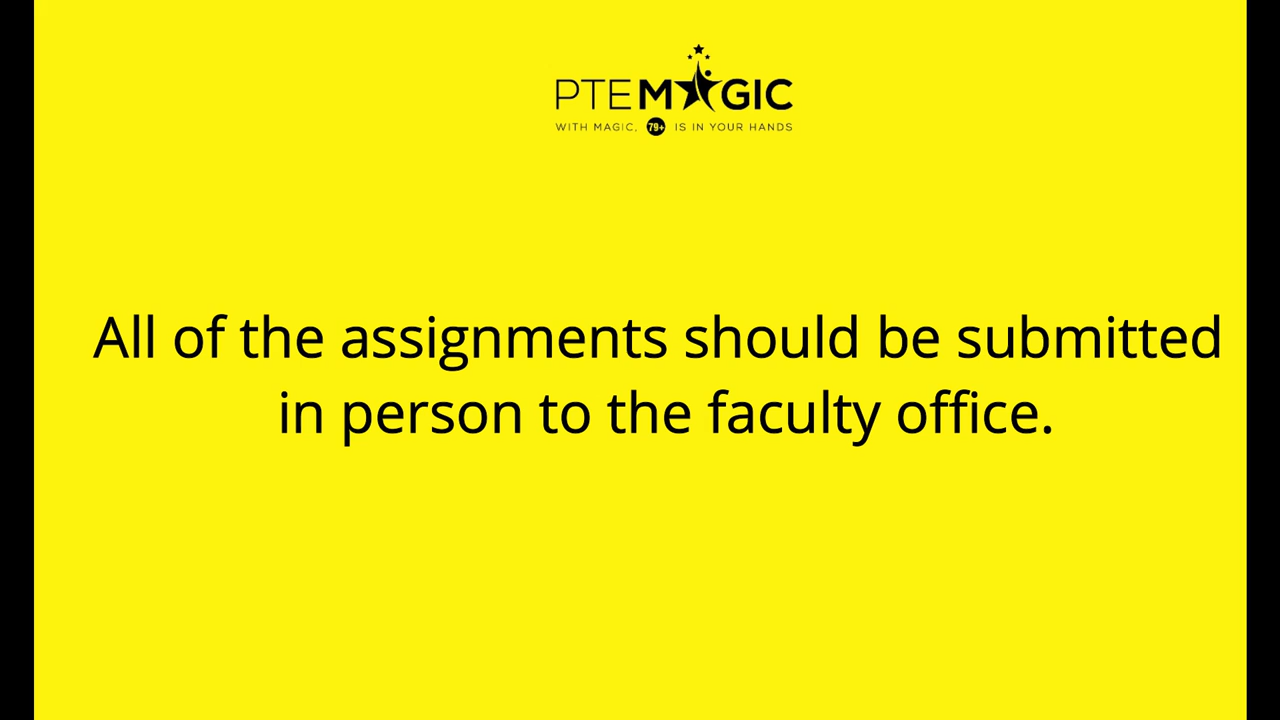 PTEMAGIC
WITH MAGIC, 79+ IS IN YOUR HANDS
All of the assignments should be submitted
in person to the faculty office.